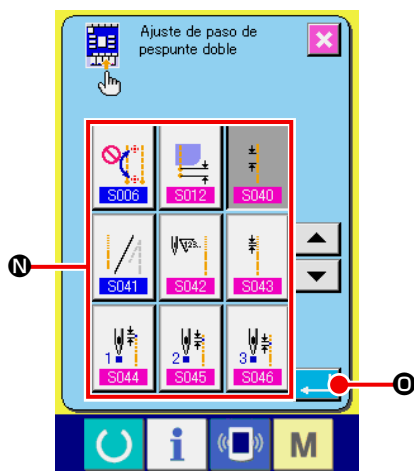 Ajuste de paso de
pespunte doble
S006 S012 S040
N
S041 S042 S043
1 2 3
S044 S045 S046
O
i M